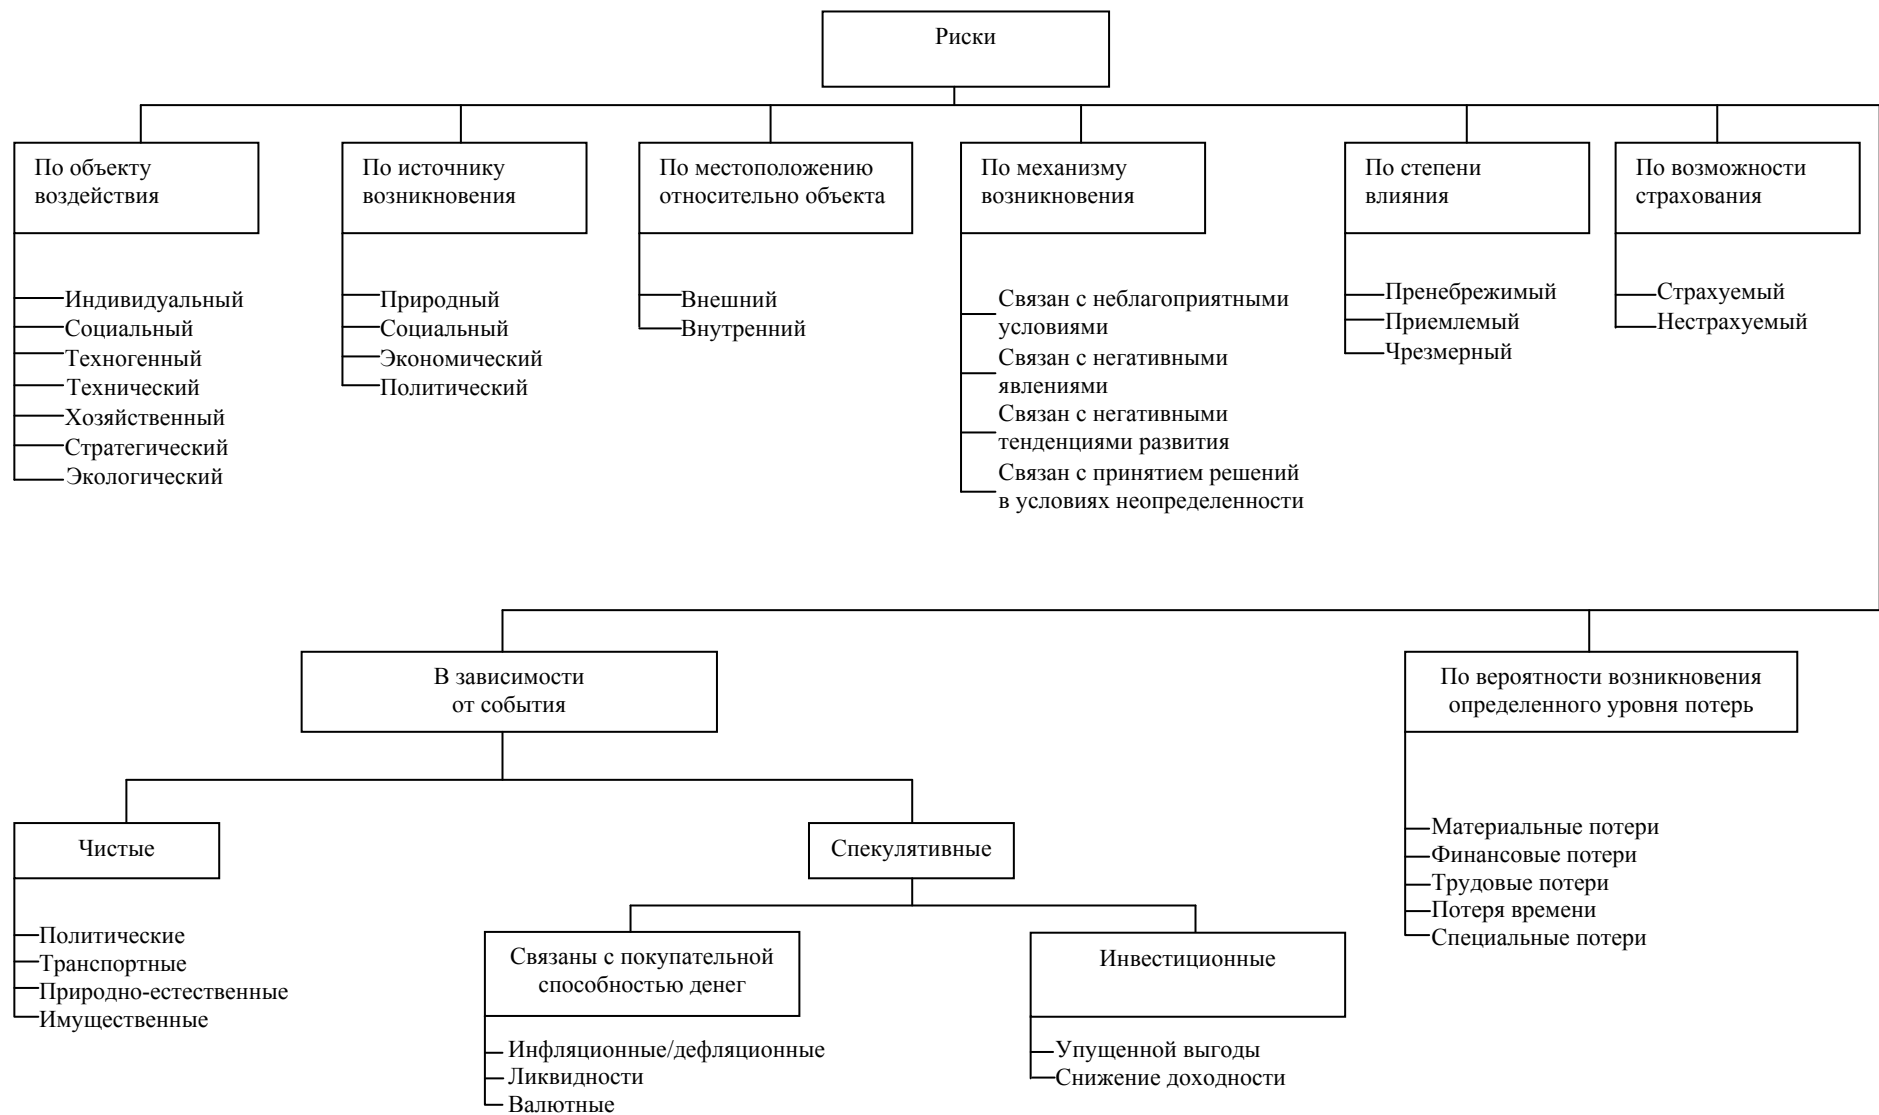 Риски
По объекту
воздействия
Индивидуальный
Социальный
Техногенный
Технический
Хозяйственный
Стратегический
Экологический
По источнику
возникновения
Природный
Социальный
Экономический
Политический
По местоположению
относительно объекта
Внешний
Внутренний
По механизму
возникновения
Связан с неблагоприятными
условиями
Связан с негативными
явлениями
Связан с негативными
тенденциями развития
Связан с принятием решений
в условиях неопределенности
По степени
влияния
Пренебрежимый
Приемлемый
Чрезмерный
По возможности
страхования
Страхуемый
Нестрахуемый
В зависимости
от события
Чистые
Политические
Транспортные
Природно-естественные
Имущественные
Спекулятивные
Связаны с покупательной
способностью денег
Инфляционные/дефляционные
Ликвидности
Валютные
Инвестиционные
Упущенной выгоды
Снижение доходности
По вероятности возникновения
определенного уровня потерь
Материальные потери
Финансовые потери
Трудовые потери
Потеря времени
Специальные потери